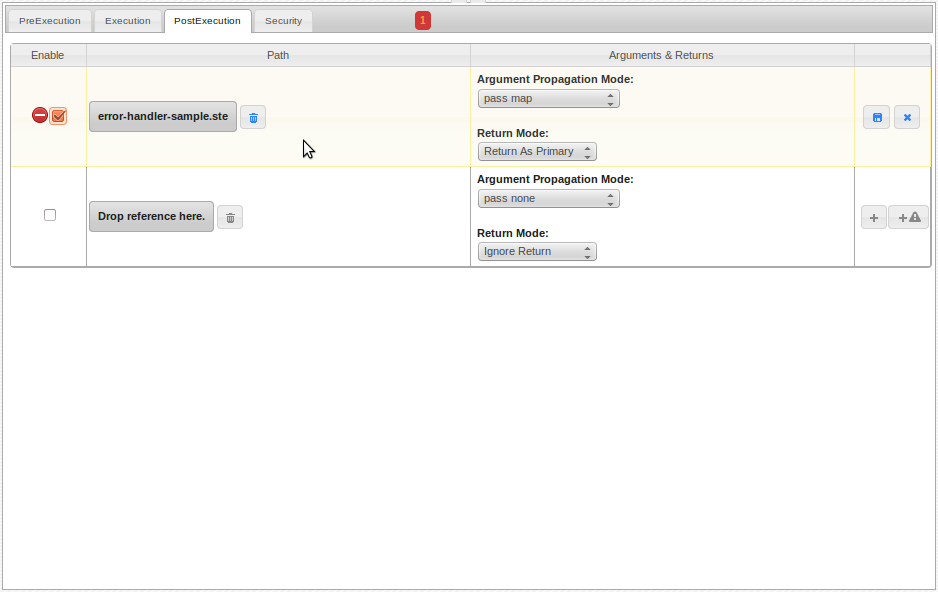 PreExecution Execution PostExecution Security 1
Enable Path Arguments & Returns
Argument Propagation Mode:
pass map
error-handler-sample.ste
Return Mode:
Return As Primary
Argument Propagation Mode:
pass none
Drop reference here.
Return Mode:
Ignore Return